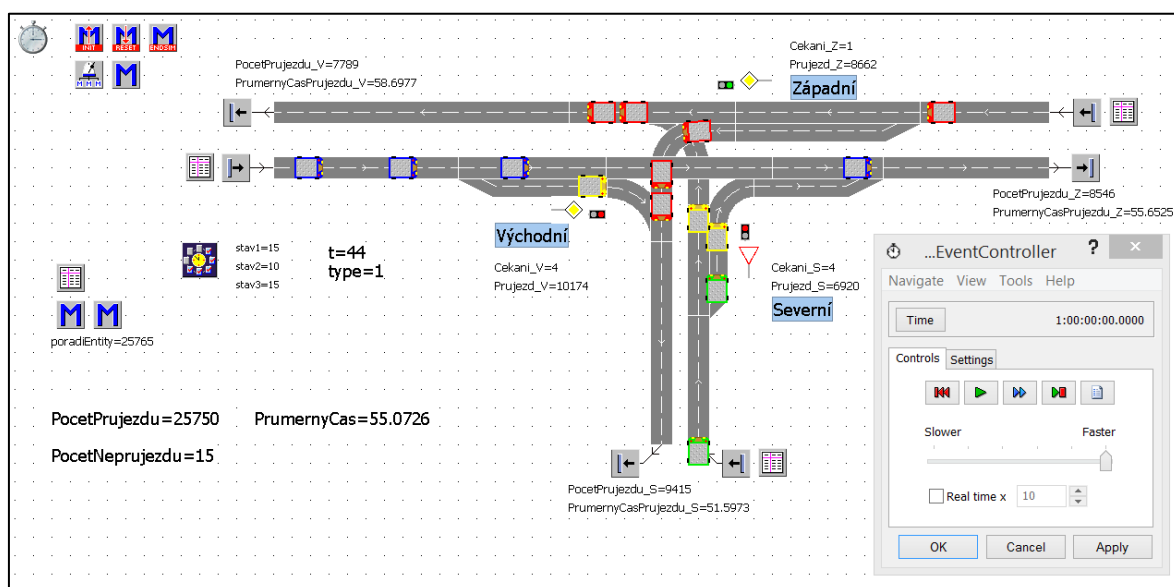 INIT
RESET
ENDSIM
M M M
M
PocetPrujezdu_V=7789
PrumernyCasPrujezdu_V=58.6977
Cekani_Z=1
Prujezd_Z=8662
Západní
PocetPrujezdu_Z=8546
PrumernyCasPrujezdu_Z=55.6525
Východní
Cekani_V=4
Prujezd_V=10174
stav1=15
stav2=10
stav3=15
t=44
type=1
Cekani_S=4
Prujezd_S=6920
Severní
M M
poradiEntity=25765
PocetPrujezdu=25750 PrumernyCas=55.0726
PocetNeprujezdu=15
PocetPrujezdu_S=9415
PrumernyCasPrujezdu_S=51.5973
...EventController ? ×
Navigate View Tools Help
Time 1:00:00:00.0000
Controls Settings
Slower Faster
Real time x 10
OK Cancel Apply